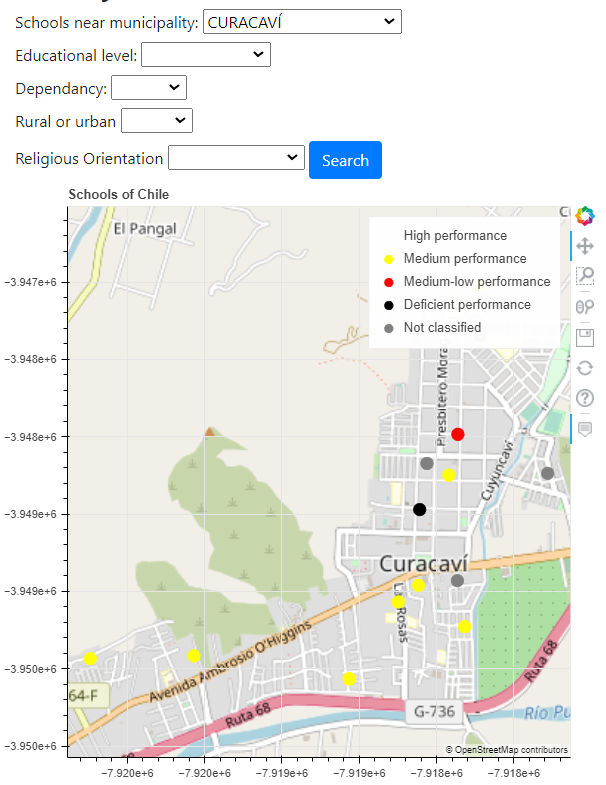 Schools near municipality: CURACAVÍ
Educational level:
Dependancy:
Rural or urban
Religious Orientation Search
Schools of Chile
El Pangal
High performance
Medium performance
Medium-low performance
Deficient performance
Not classified
−3.947e+6
−3.948e+6
−3.948e+6
−3.949e+6
−3.949e+6
−3.950e+6
−3.950e+6
Presbitero Mora
Cuyuncaví
Curacaví
Las Rosas
Avenida Ambrosio O'Higgins
64-F
Ruta 68
Ruta 68
G-736
Río Pu
© OpenStreetMap contributors
−7.920e+6 −7.920e+6 −7.919e+6 −7.919e+6 −7.918e+6 −7.918e+6